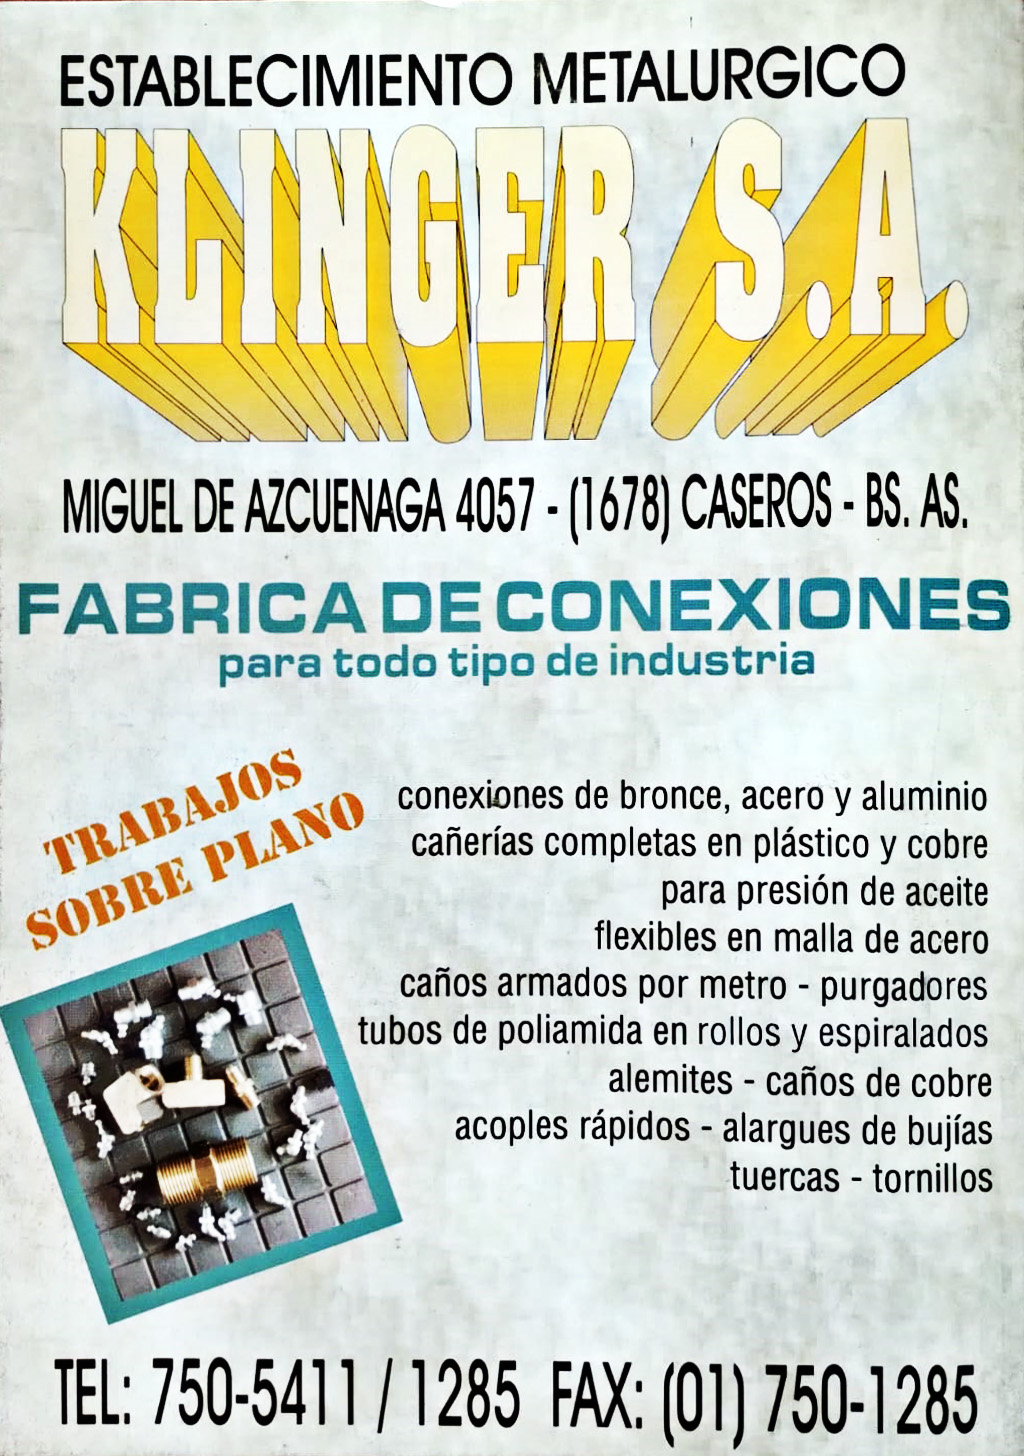 ESTABLECIMIENTO METALURGICO
KLINGER S.A.
MIGUEL DE AZCUENAGA 4057 - (1678) CASEROS - BS. AS.
FABRICA DE CONEXIONES
para todo tipo de industria
TRABAJOS
SOBRE PLANO
conexiones de bronce, acero y aluminio
cañerías completas en plástico y cobre
para presión de aceite
flexibles en malla de acero
caños armados por metro - purgadores
tubos de poliamida en rollos y espiralados
alemites - caños de cobre
acoples rápidos - alargues de bujías
tuercas - tornillos
TEL: 750-5411 / 1285 FAX: (01) 750-1285